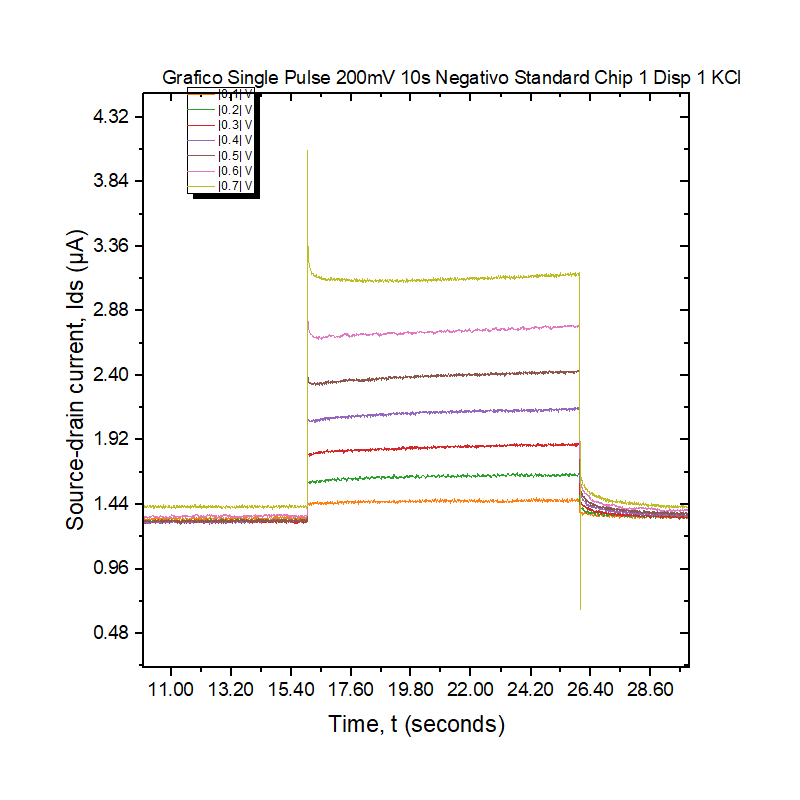 Grafico Single Pulse 200mV 10s Negativo Standard Chip 1 Disp 1 KCl
|0.1| V
|0.2| V
|0.3| V
|0.4| V
|0.5| V
|0.6| V
|0.7| V
4.32
3.84
3.36
2.88
2.40
1.92
1.44
0.96
0.48
Source-drain current, Ids (µA)
11.00 13.20 15.40 17.60 19.80 22.00 24.20 26.40 28.60
Time, t (seconds)